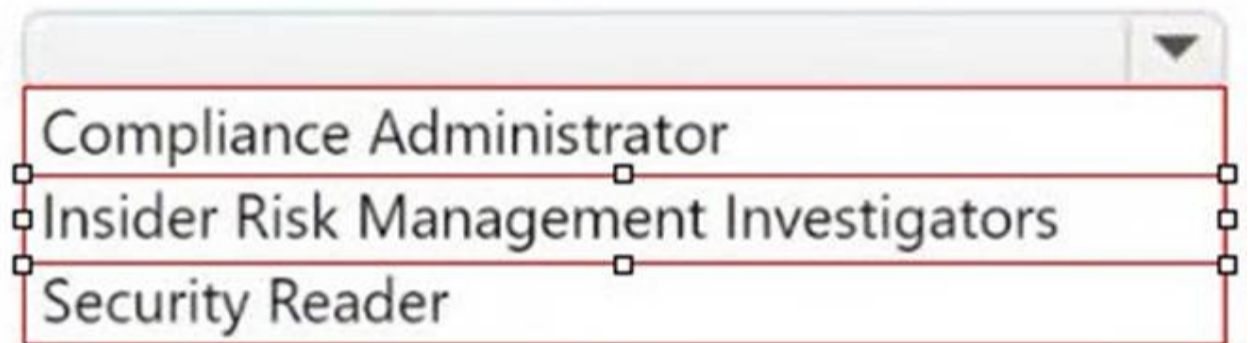 Compliance Administrator
Insider Risk Management Investigators
Security Reader